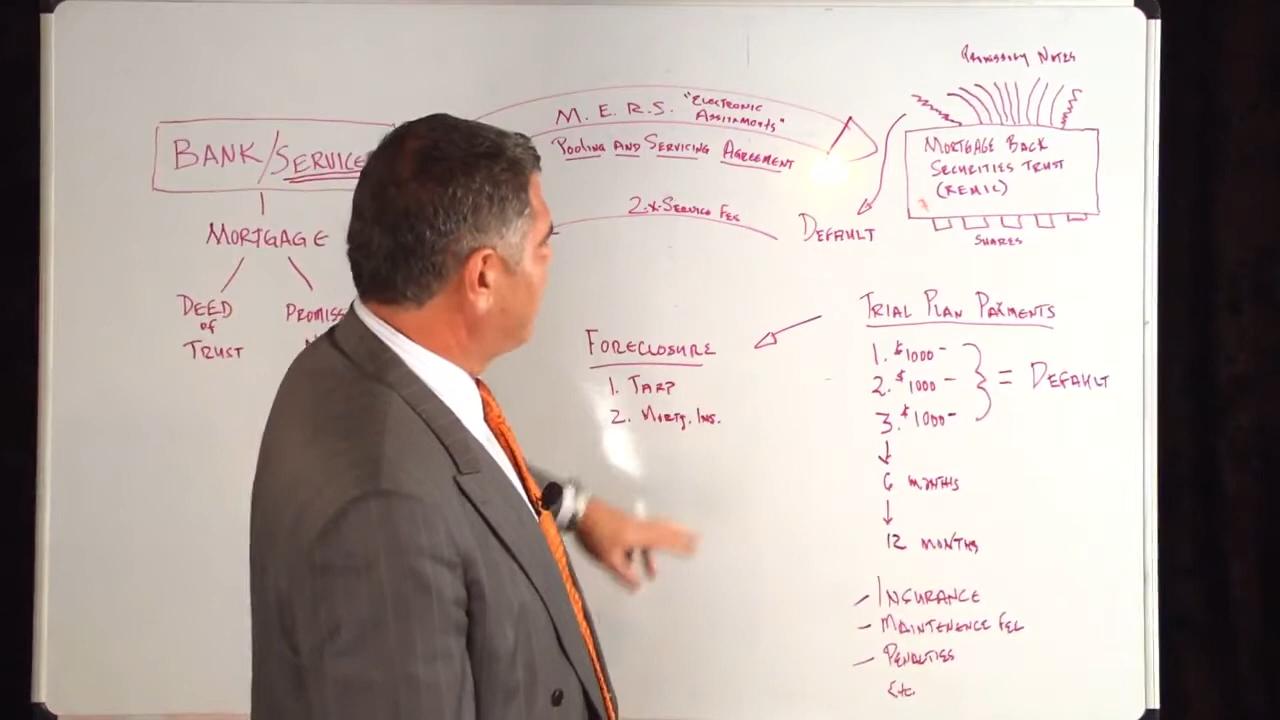 Promissory Notes
M.E.R.S. "Electronic
Assignments"
Pooling and Servicing Agreement
Bank/Service
Mortgage Back
Securities Trust
(REMIC)
Shares
2-x-Service Fee
Default
Mortgage
Deed
of
Trust
Promiss
Foreclosure
1. Tarp
2. Mortg. Ins.
Trial Plan Payments
1. $1000-
2. $1000-
3. $1000-
= Default
6 months
12 months
- Insurance
- Maintenence Fee
- Penalties
Etc.